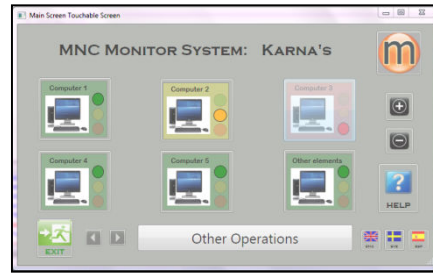 Main Screen Touchable Screen
MNC MONITOR SYSTEM: KARNA'S
m
Computer 1 Computer 2 Computer 3
Computer 4 Computer 5 Other elements
HELP
EXIT
Other Operations